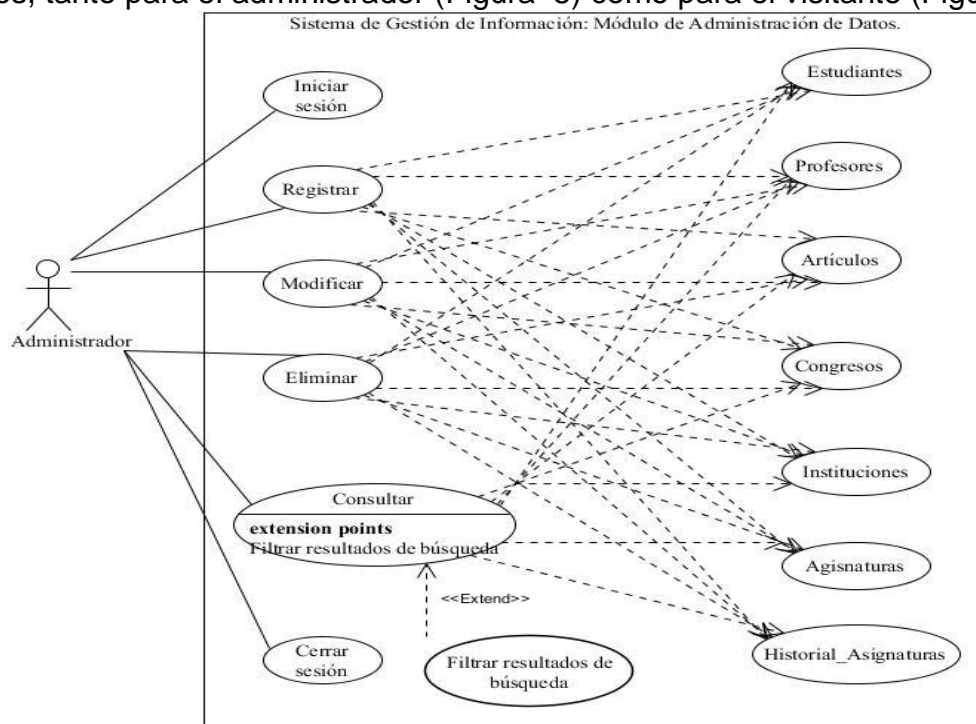 os, tanto para el administrador (Figura 3) como para el visitante (Figu
Sistema de Gestión de Información: Módulo de Administración de Datos.
Iniciar
sesión
Estudiantes
Registrar
Profesores
Artículos
Modificar
Administrador
Eliminar
Congresos
Consultar
extension points
Filtrar resultados de búsqueda
Instituciones
Agisnaturas
<<Extend>>
Cerrar
sesión
Filtrar resultados de
búsqueda
Historial_Asignaturas